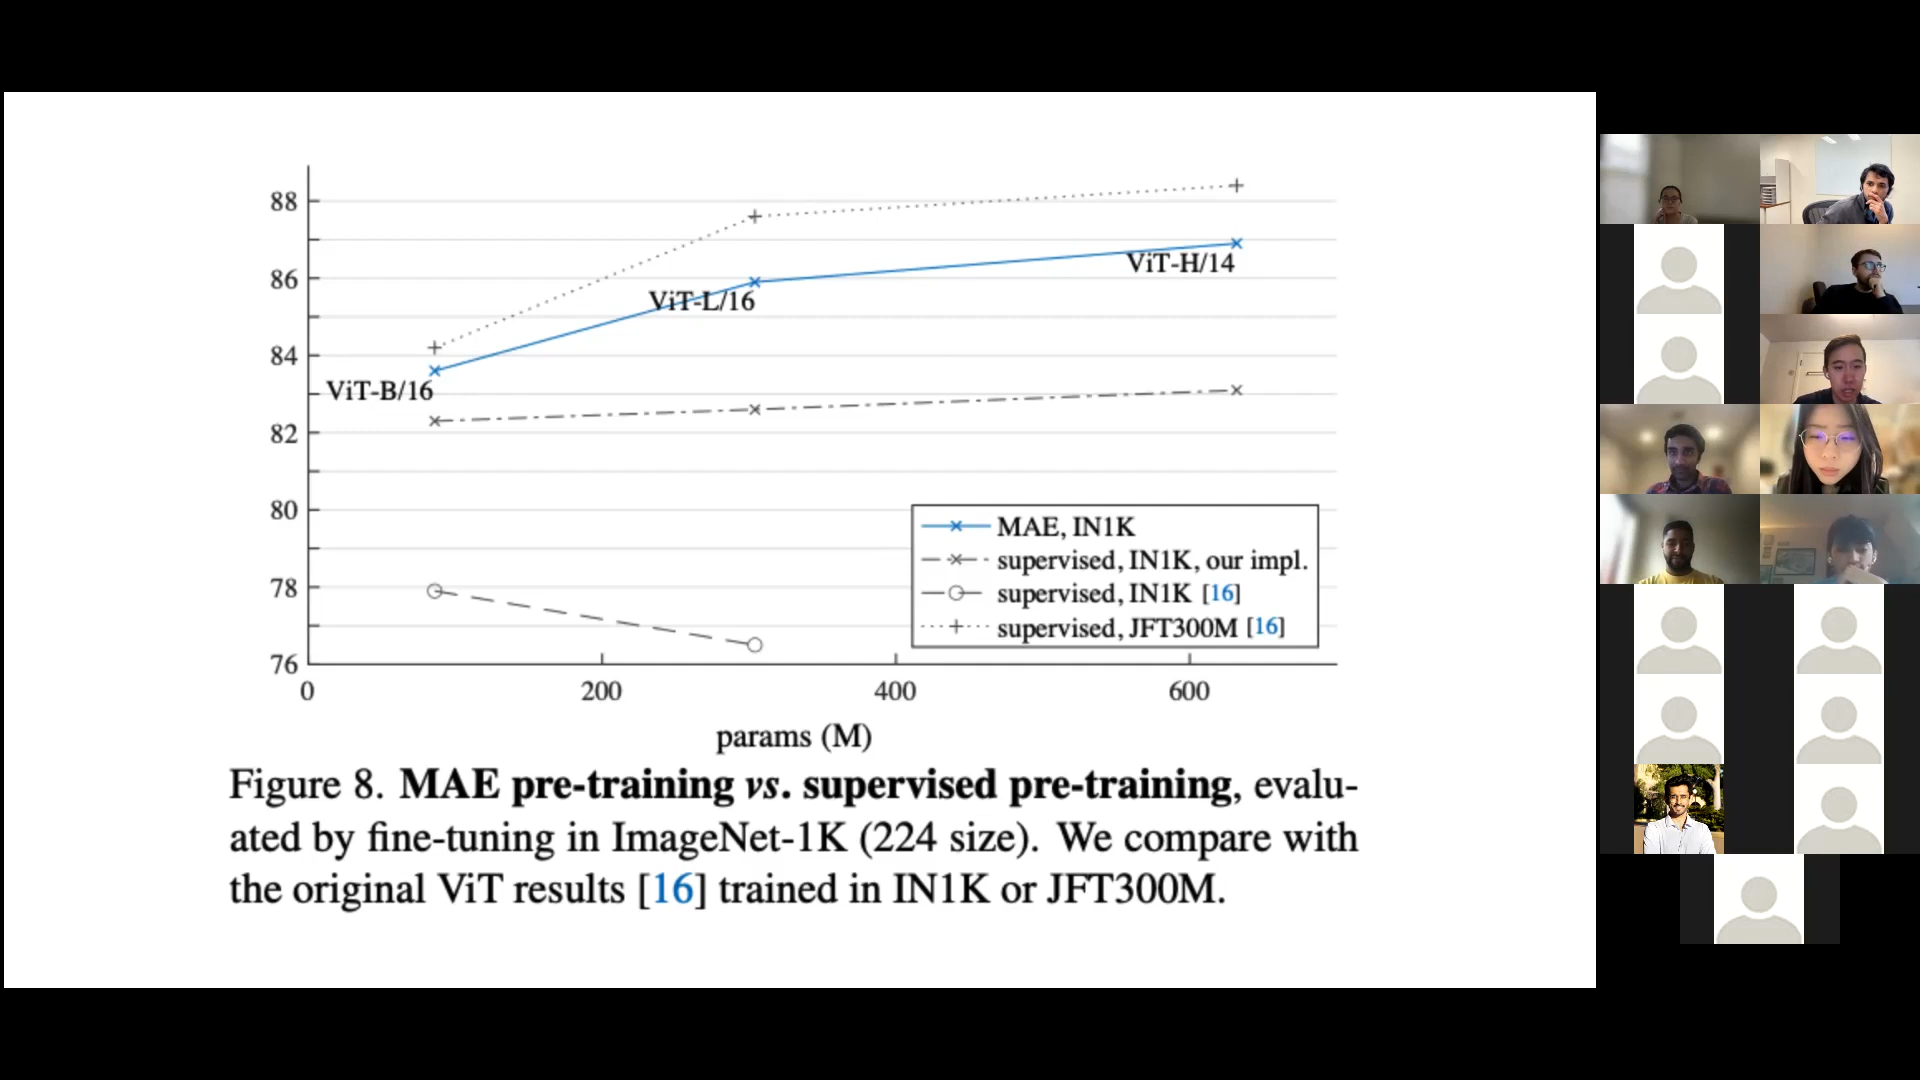 88
86
84
82
80
78
76
0
200
400
600
params (M)
ViT-B/16
ViT-L/16
ViT-H/14
MAE, IN1K
supervised, IN1K, our impl.
supervised, IN1K [16]
supervised, JFT300M [16]
Figure 8. MAE pre-training vs. supervised pre-training, evalu-
ated by fine-tuning in ImageNet-1K (224 size). We compare with
the original ViT results [16] trained in IN1K or JFT300M.